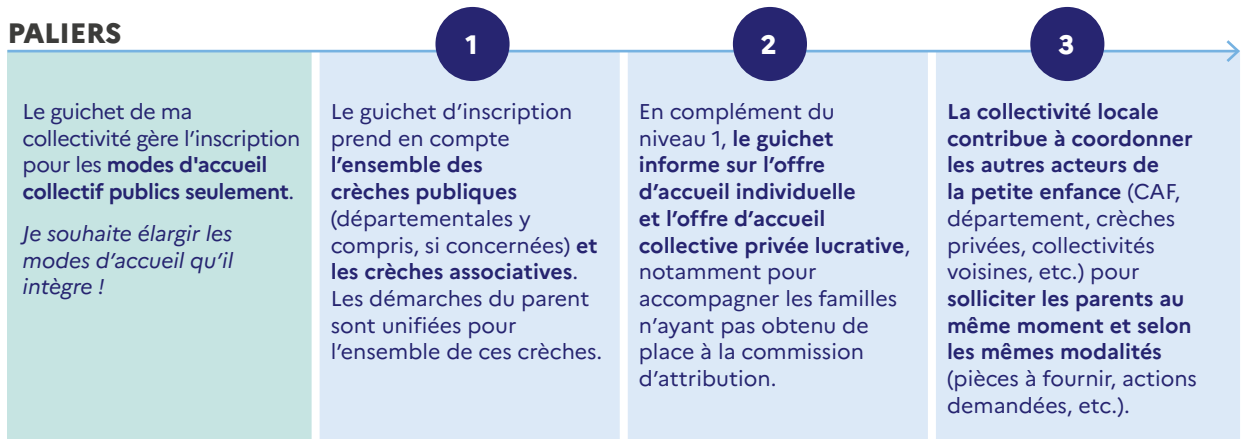 PALIERS
1
2
3
Le guichet de ma
collectivité gère l'inscription
pour les modes d'accueil
collectif publics seulement.
Je souhaite élargir les
modes d'accueil qu'il
intègre !
Le guichet d'inscription
prend en compte
l'ensemble des
crèches publiques
(départementales y
compris, si concernées) et
les crèches associatives.
Les démarches du parent
sont unifiées pour
l'ensemble de ces crèches.
En complément du
niveau 1, le guichet
informe sur l'offre
d'accueil individuelle
et l'offre d'accueil
collective privée lucrative,
notamment pour
accompagner les familles
n'ayant pas obtenu de
place à la commission
d'attribution.
La collectivité locale
contribue à coordonner
les autres acteurs de
la petite enfance (CAF,
département, crèches
privées, collectivités
voisines, etc.) pour
solliciter les parents au
même moment et selon
les mêmes modalités
(pièces à fournir, actions
demandées, etc.).